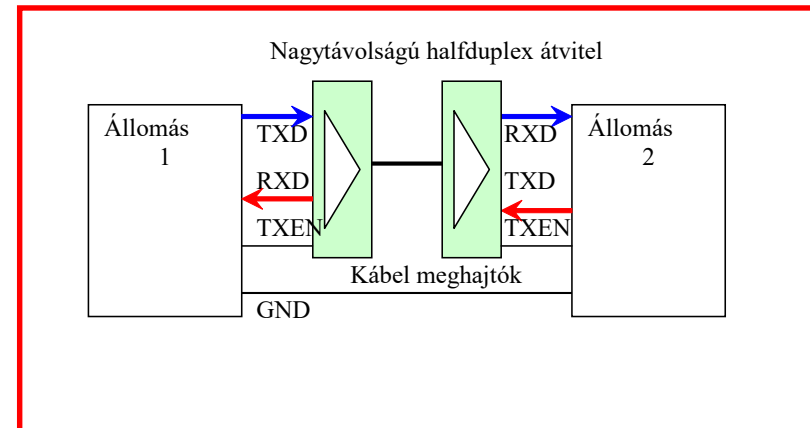 Nagytávolságú halfduplex átvitel
Állomás
1
TXD
RXD
TXEN
GND
Kábel meghajtók
RXD
TXD
TXEN
Állomás
2